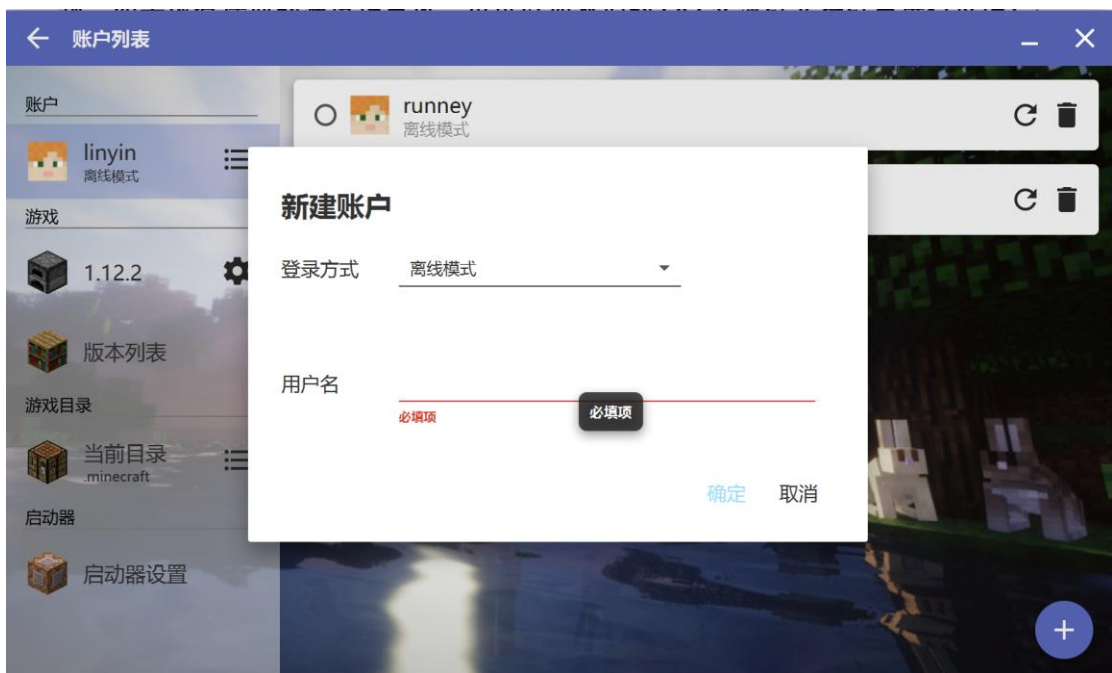 账户列表
账户
linyin
离线模式
游戏
1.12.2
版本列表
游戏目录
当前目录
.minecraft
启动器
启动器设置
runney
离线模式
新建账户
登录方式 离线模式
用户名
必填项 必填项
确定 取消